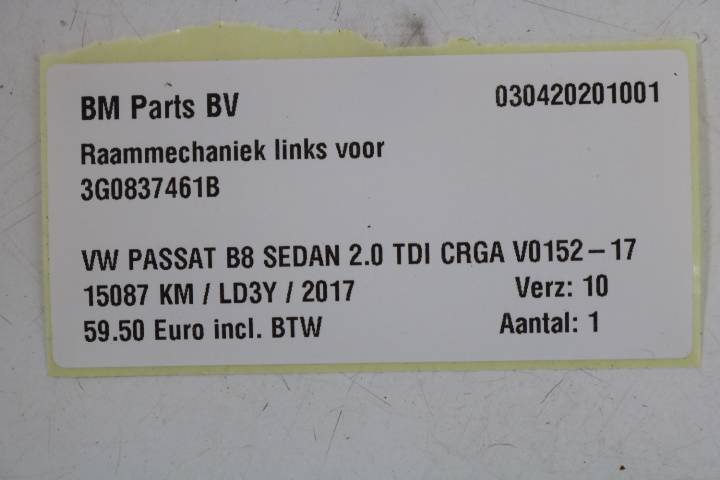 BM Parts BV 030420201001
Raammechaniek links voor
3G0837461B
VW PASSAT B8 SEDAN 2.0 TDI CRGA V0152-17
15087 KM / LD3Y / 2017 Verz: 10
59.50 Euro incl. BTW Aantal: 1